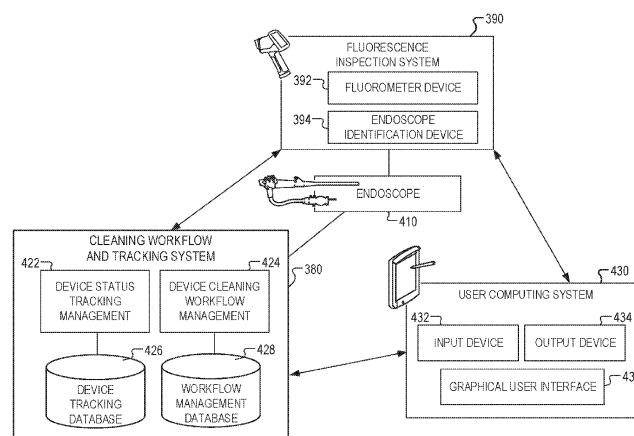 390
FLUORESCENCE
INSPECTION SYSTEM
392
FLUOROMETER DEVICE
394
ENDOSCOPE
IDENTIFICATION DEVICE
ENDOSCOPE
410
CLEANING WORKFLOW
AND TRACKING SYSTEM
380
422
DEVICE STATUS
TRACKING
MANAGEMENT
424
DEVICE CLEANING
WORKFLOW
MANAGEMENT
426
DEVICE
TRACKING
DATABASE
428
WORKFLOW
MANAGEMENT
DATABASE
430
USER COMPUTING SYSTEM
432
INPUT DEVICE
434
OUTPUT DEVICE
GRAPHICAL USER INTERFACE